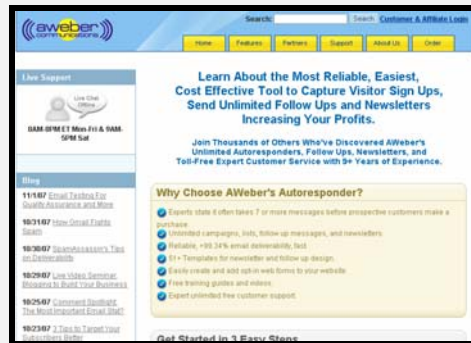 aweber
communications
Search:
Search
Customer & Affiliate Login
Home
Features
Partners
Support
About Us
Order
Live Support
Live Chat
Offline
8AM-8PM ET Mon-Fri & 9AM-
5PM Sat
Blog
11/1/07 Email Testing For
Quality Assurance and More
10/31/07 How Gmail Fights
Spam
10/30/07 SpamAssassin's Tips
on Deliverability
10/29/07 Live Video Seminar:
Blogging to Build Your Business
10/25/07 Comment Spotlight:
The Most Important Email Stat?
10/23/07 3 Tips to Target Your
Subscribers Better
Learn About the Most Reliable, Easiest,
Cost Effective Tool to Capture Visitor Sign Ups,
Send Unlimited Follow Ups and Newsletters
Increasing Your Profits.
Join Thousands of Others Who've Discovered AWeber's
Unlimited Autoresponders, Follow Ups, Newsletters, and
Toll-Free Expert Customer Service with 9+ Years of Experience.
Why Choose AWeber's Autoresponder?
Experts state it often takes 7 or more messages before prospective customers make a
purchase.
Unlimited campaigns, lists, follow up messages, and newsletters.
Reliable, +99.34% email deliverability, fast.
51+ Templates for newsletter and follow up design.
Easily create and add opt-in web forms to your website.
Free training guides and videos.
Expert unlimited free customer support.
Get Started in 3 Easy Steps